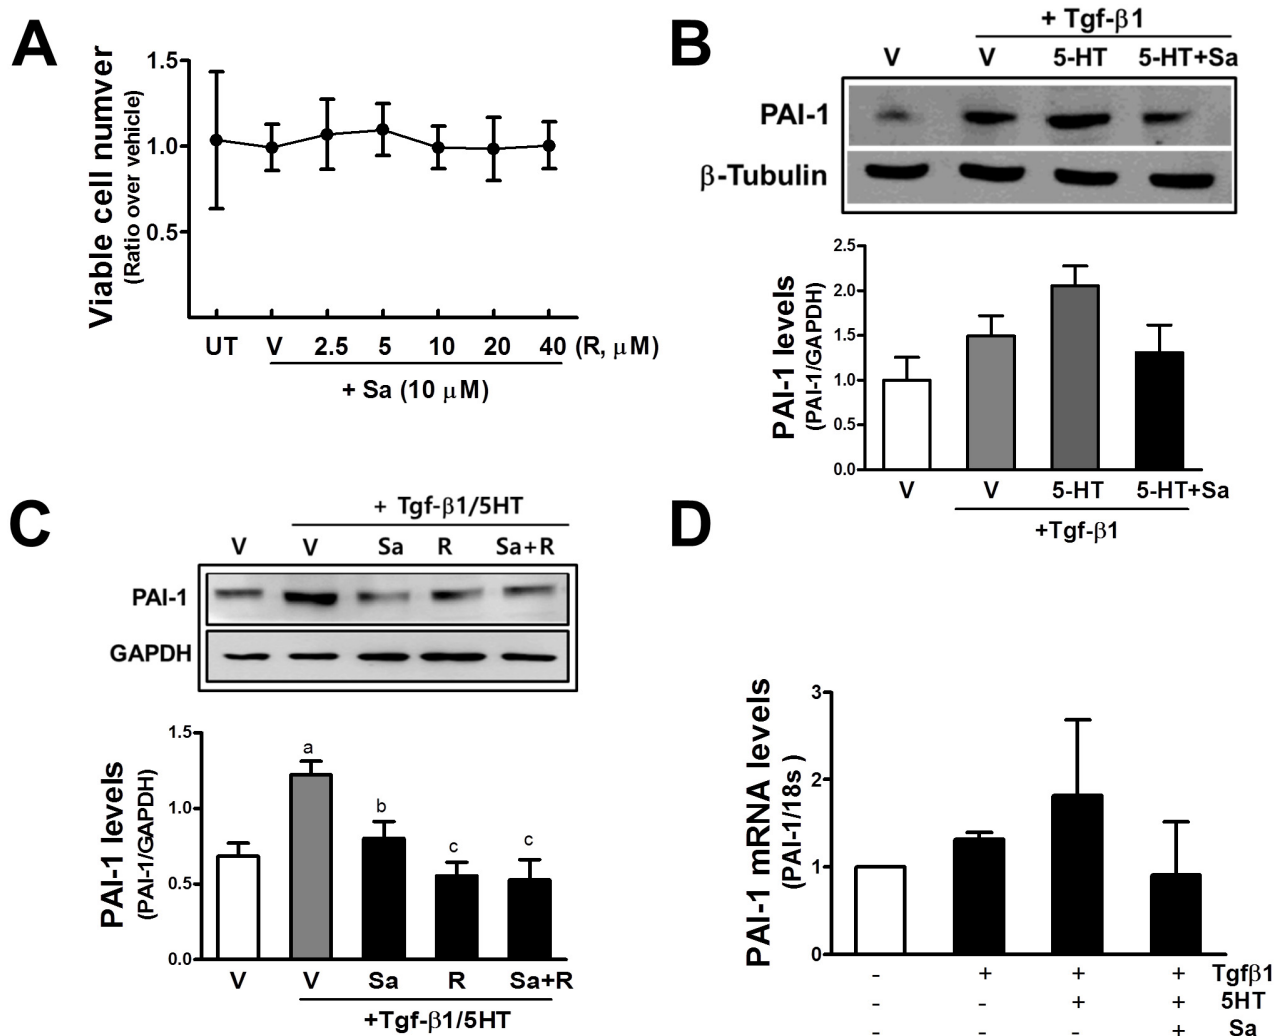 A
Viable cell numver
(Ratio over vehicle)
1.5
1.0
0.5
UT V 2.5 5 10 20 40 (R, μM)
+ Sa (10 μM)
B
+ Tgf-β1
V V 5-HT 5-HT+Sa
PAI-1
β-Tubulin
PAI-1 levels
(PAI-1/GAPDH)
2.5
2.0
1.5
1.0
0.5
0.0
V V 5-HT 5-HT+Sa
+Tgf-β1
C
+ Tgf-β1/5HT
V V Sa R Sa+R
PAI-1
GAPDH
PAI-1 levels
(PAI-1/GAPDH)
1.5
1.0
0.5
0.0
a
b
c
c
V V Sa R Sa+R
+Tgf-β1/5HT
D
PAI-1 mRNA levels
(PAI-1/18s )
3
2
1
0
- + + + Tgfβ1
- - + + 5HT
- - - + Sa